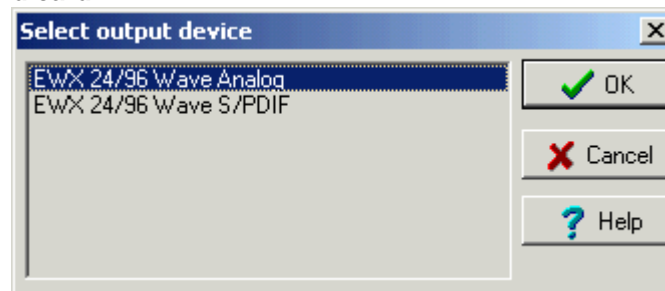 Select output device
EWX 24/96 Wave Analog
EWX 24/96 Wave S/PDIF
OK
Cancel
Help